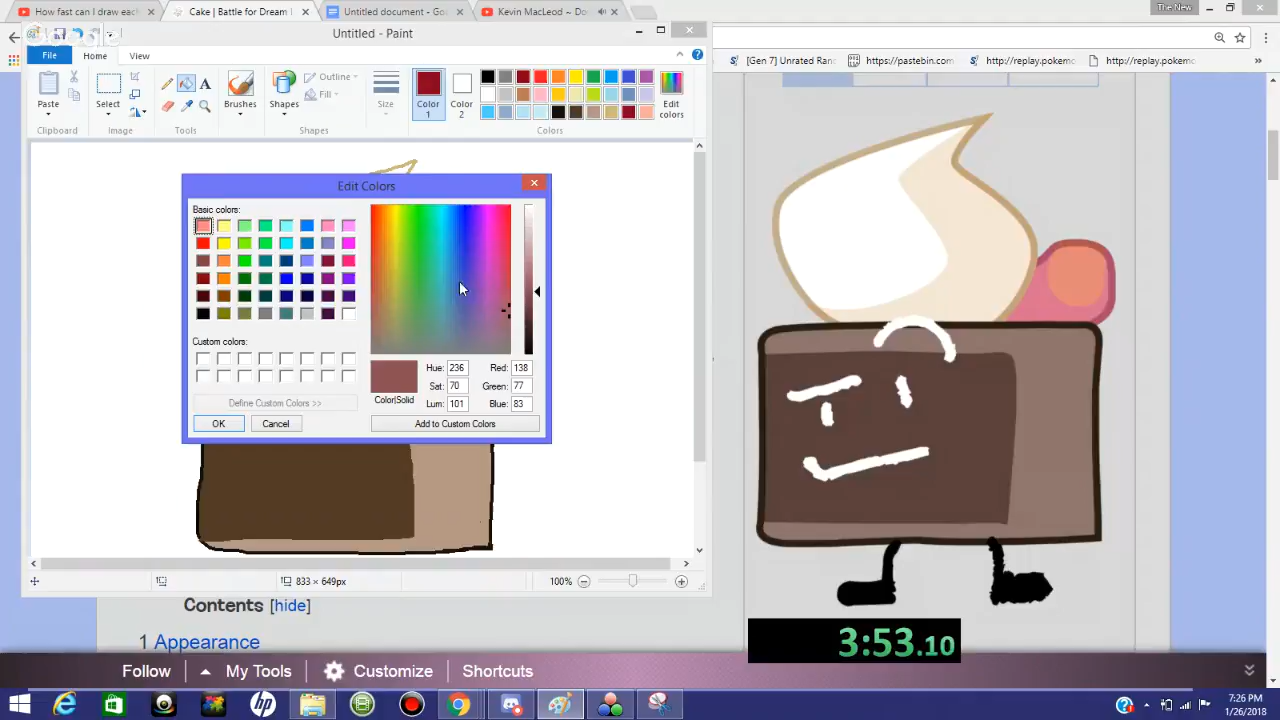 How fast can I draw each
Cake | Battle for Dream
Untitled document - Go
Kevin MacLeod ~ Do
The New
Untitled - Paint
File
Home
View
[Gen 7] Unrated Ran
https://pastebin.com
http://replay.pokem
http://replay.pokem
»
Paste
Select
Brushes
Shapes
Outline
Fill
Size
Color
1
Color
2
Edit
colors
Clipboard
Image
Tools
Shapes
Colors
Edit Colors
Basic colors:
Custom colors:
Define Custom Colors >>
OK
Cancel
Color|Solid
Hue: 236
Sat: 70
Lum: 101
Red: 138
Green: 77
Blue: 83
Add to Custom Colors
833 × 649px
100%
Contents [hide]
1 Appearance
3:53.10
Follow
My Tools
Customize
Shortcuts
7:26 PM
1/26/2018